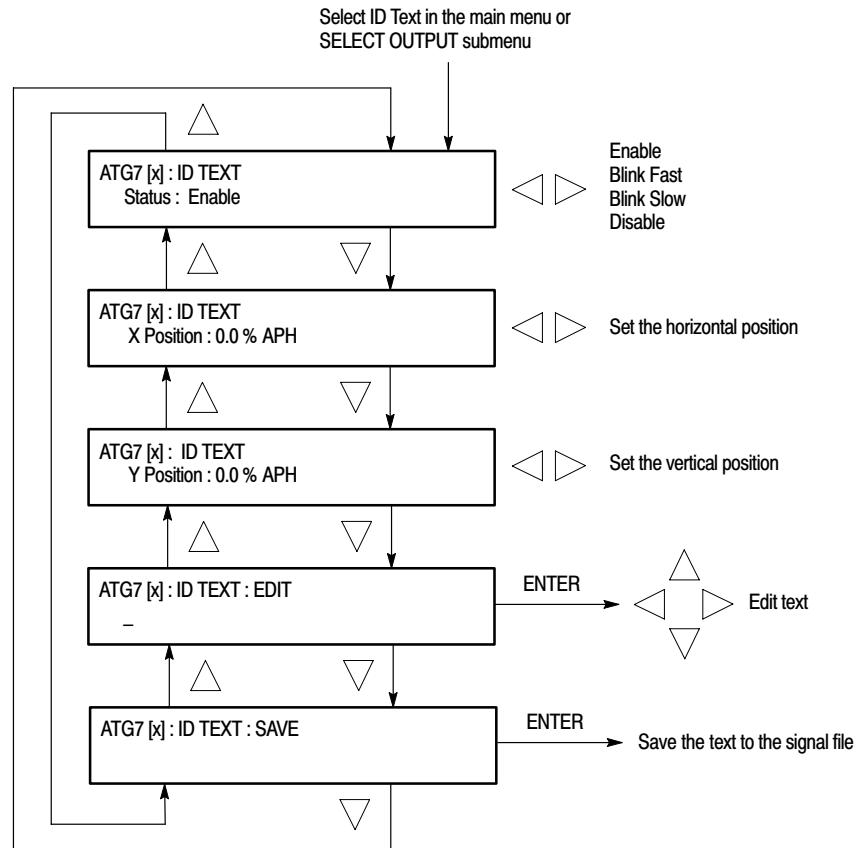 Select ID Text in the main menu or
SELECT OUTPUT submenu
ATG7 [x] : ID TEXT
Status : Enable
Enable
Blink Fast
Blink Slow
Disable
ATG7 [x] : ID TEXT
X Position : 0.0 % APH
Set the horizontal position
ATG7 [x] : ID TEXT
Y Position : 0.0 % APH
Set the vertical position
ATG7 [x] : ID TEXT : EDIT
_
ENTER
Edit text
ATG7 [x] : ID TEXT : SAVE
ENTER
Save the text to the signal file